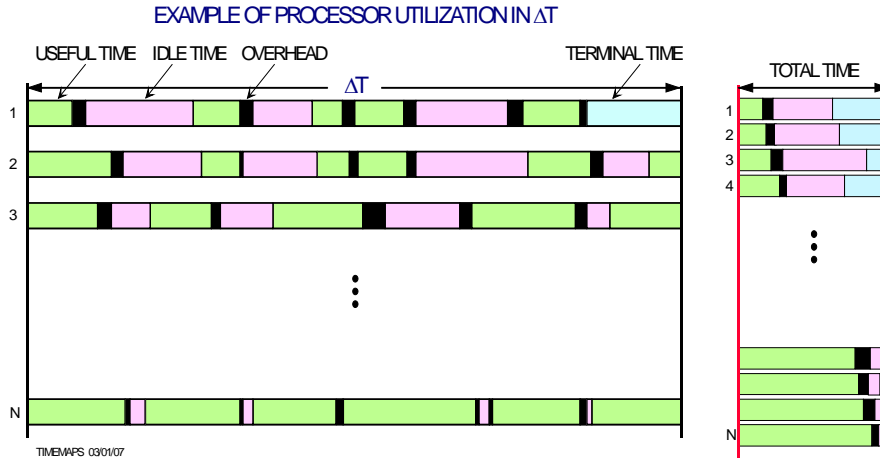 EXAMPLE OF PROCESSOR UTILIZATION IN ΔT
USEFUL TIME IDLE TIME OVERHEAD TERMINAL TIME
TOTAL TIME
ΔT
1
2
3
N
1
2
3
4
N
TIMEMAPS 03/01/07